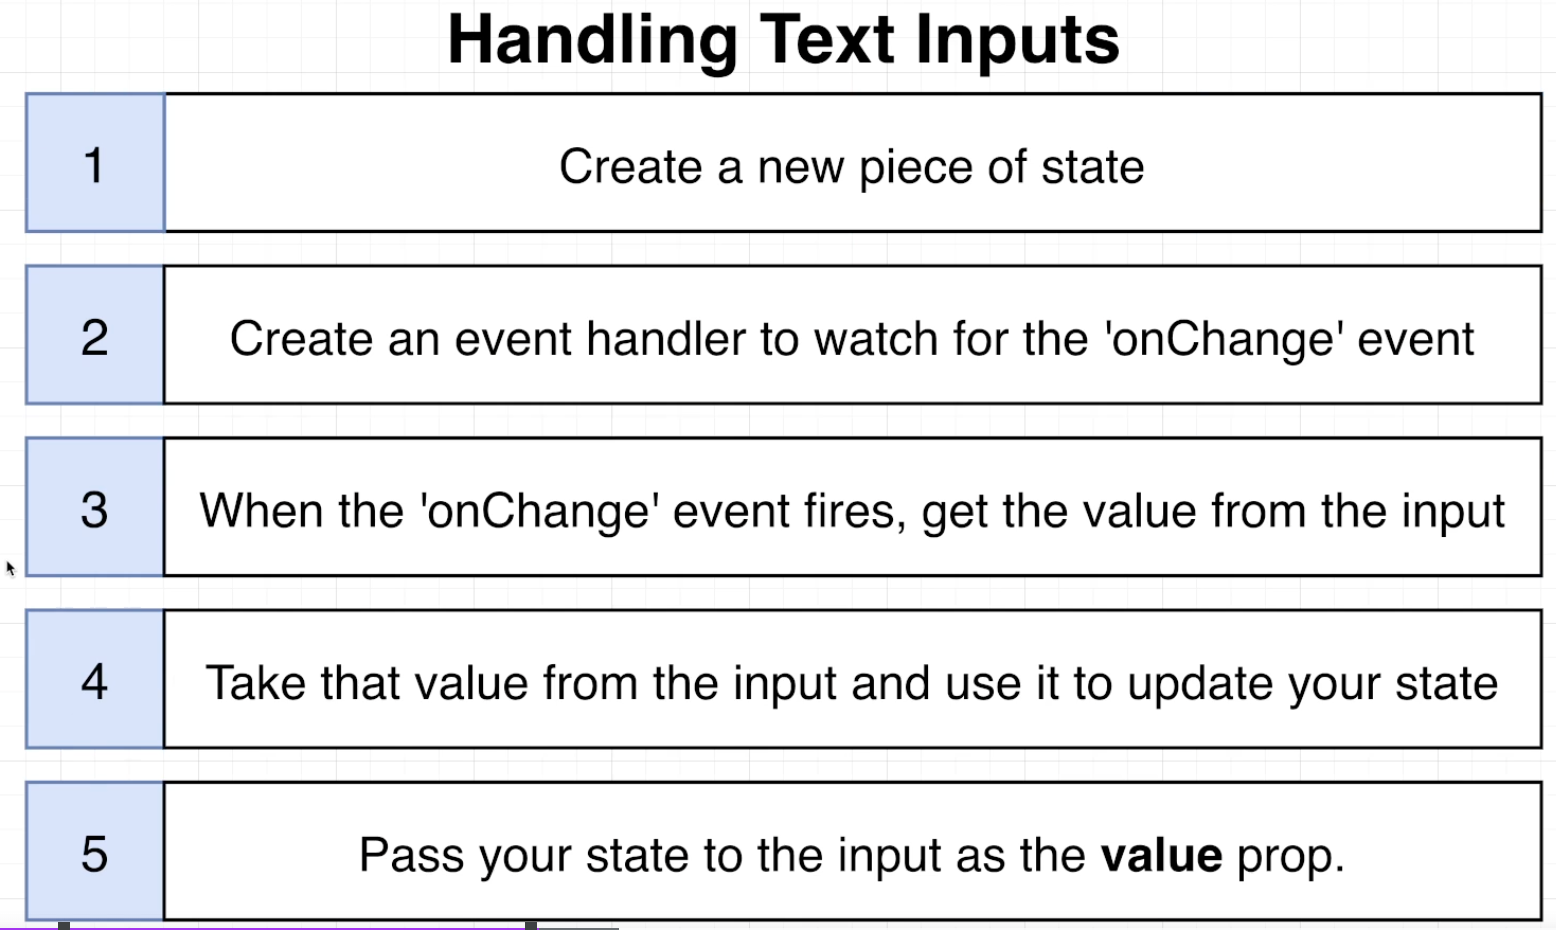 Handling Text Inputs
1 Create a new piece of state
2 Create an event handler to watch for the 'onChange' event
3 When the 'onChange' event fires, get the value from the input
4 Take that value from the input and use it to update your state
5 Pass your state to the input as the value prop.